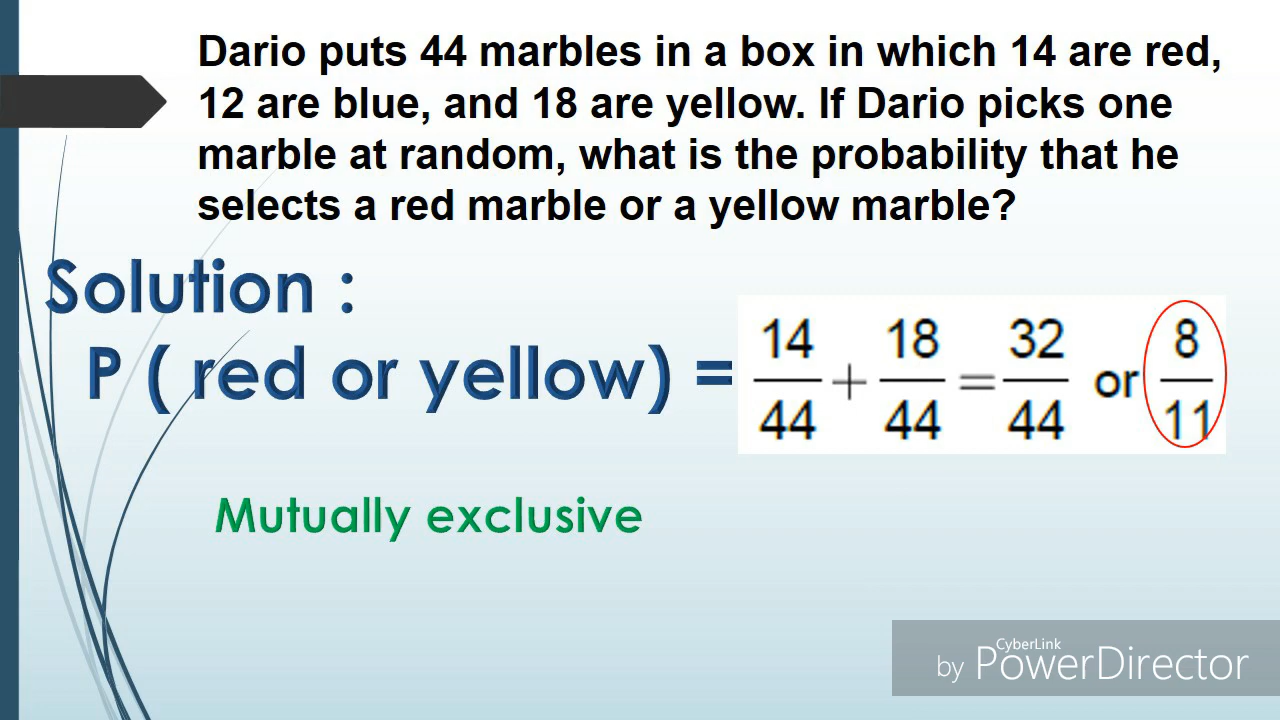 Dario puts 44 marbles in a box in which 14 are red,
12 are blue, and 18 are yellow. If Dario picks one
marble at random, what is the probability that he
selects a red marble or a yellow marble?
Solution :
P ( red or yellow) = 14/44 + 18/44 = 32/44 or 8/11
Mutually exclusive
by CyberLink PowerDirector